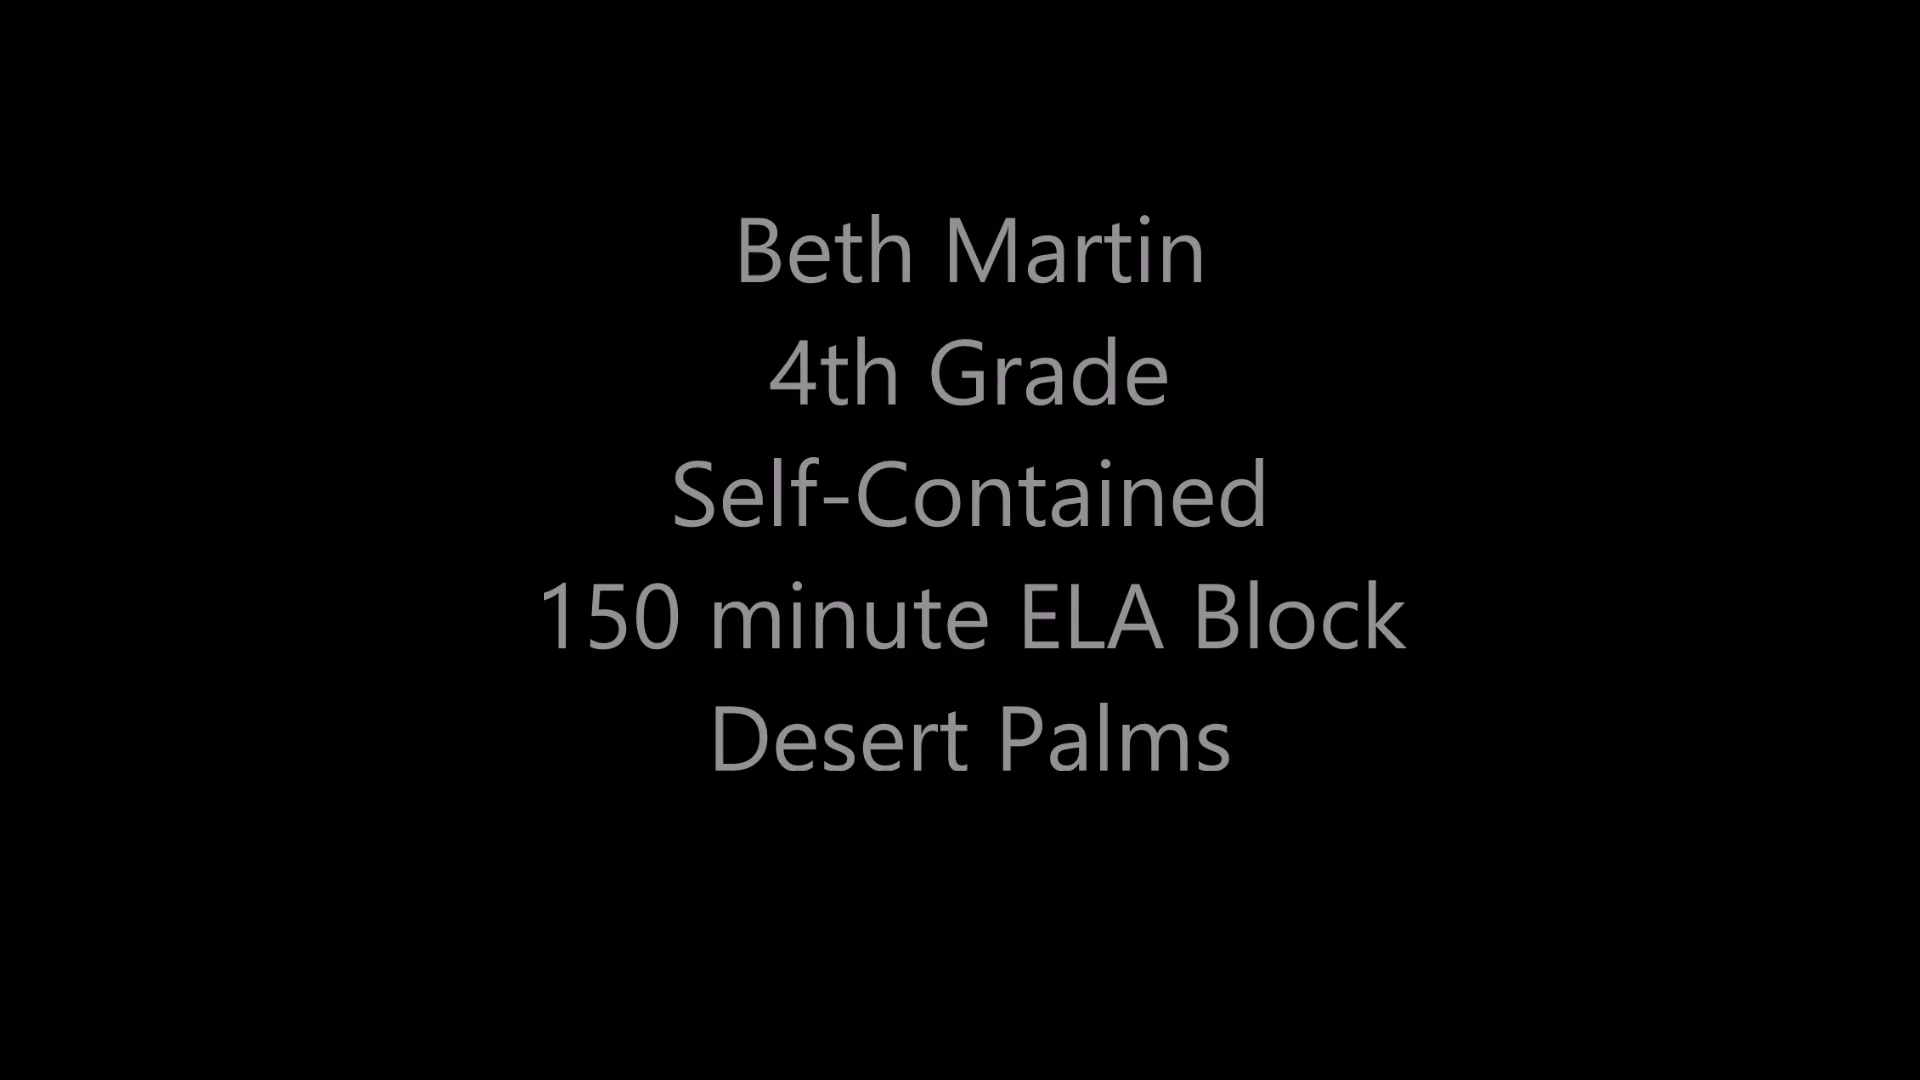 Beth Martin
4th Grade
Self-Contained
150 minute ELA Block
Desert Palms